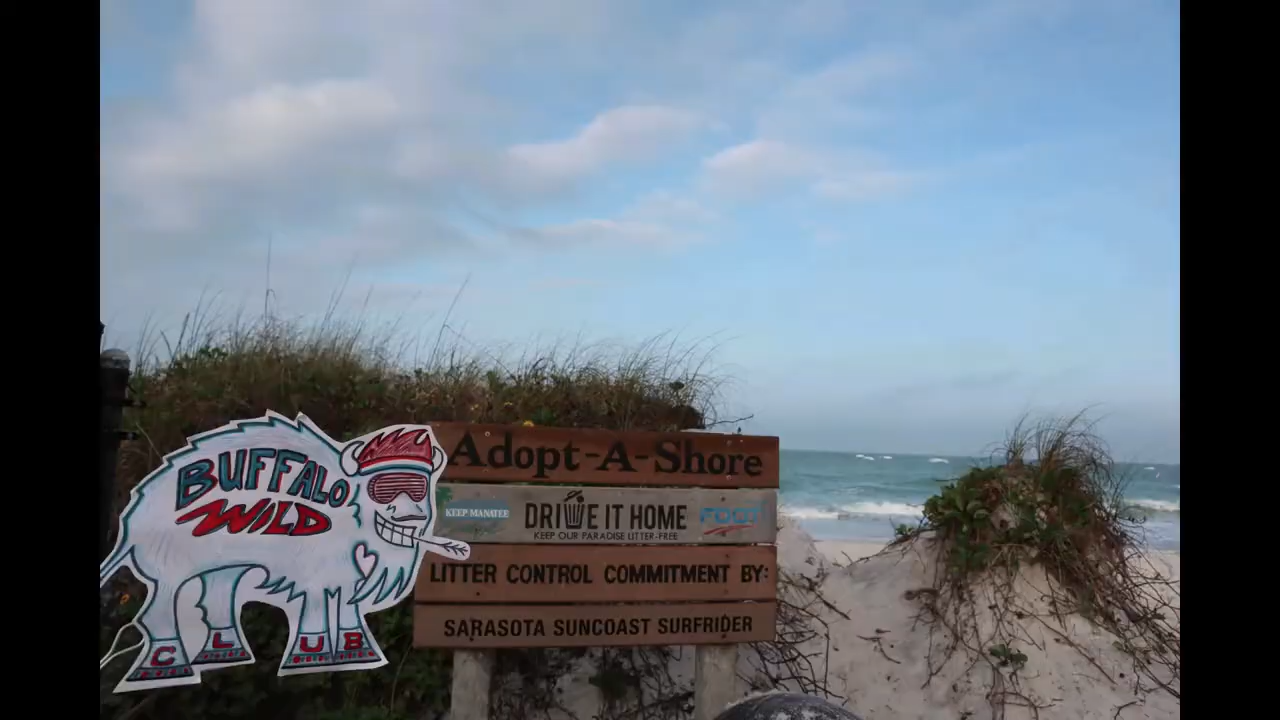 BUFFALO
WILD
C L U B
Adopt-A-Shore
KEEP MANATEE
DRIVE IT HOME
KEEP OUR PARADISE LITTER-FREE
FDOT
LITTER CONTROL COMMITMENT BY:
SARASOTA SUNCOAST SURFRIDER